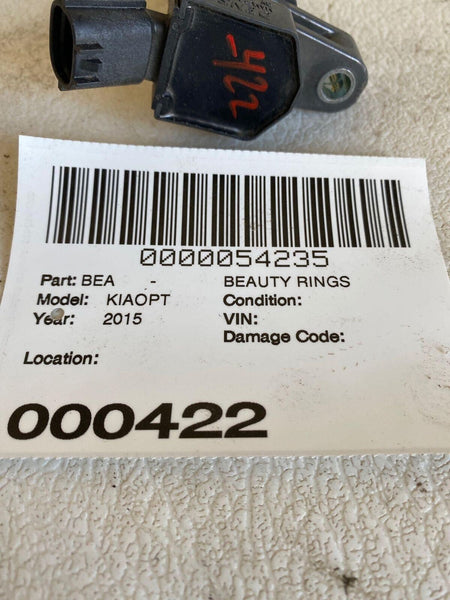 -422
0000054235
Part: BEA - BEAUTY RINGS
Model: KIAOPT Condition:
Year: 2015 VIN:
Damage Code:
Location:
000422